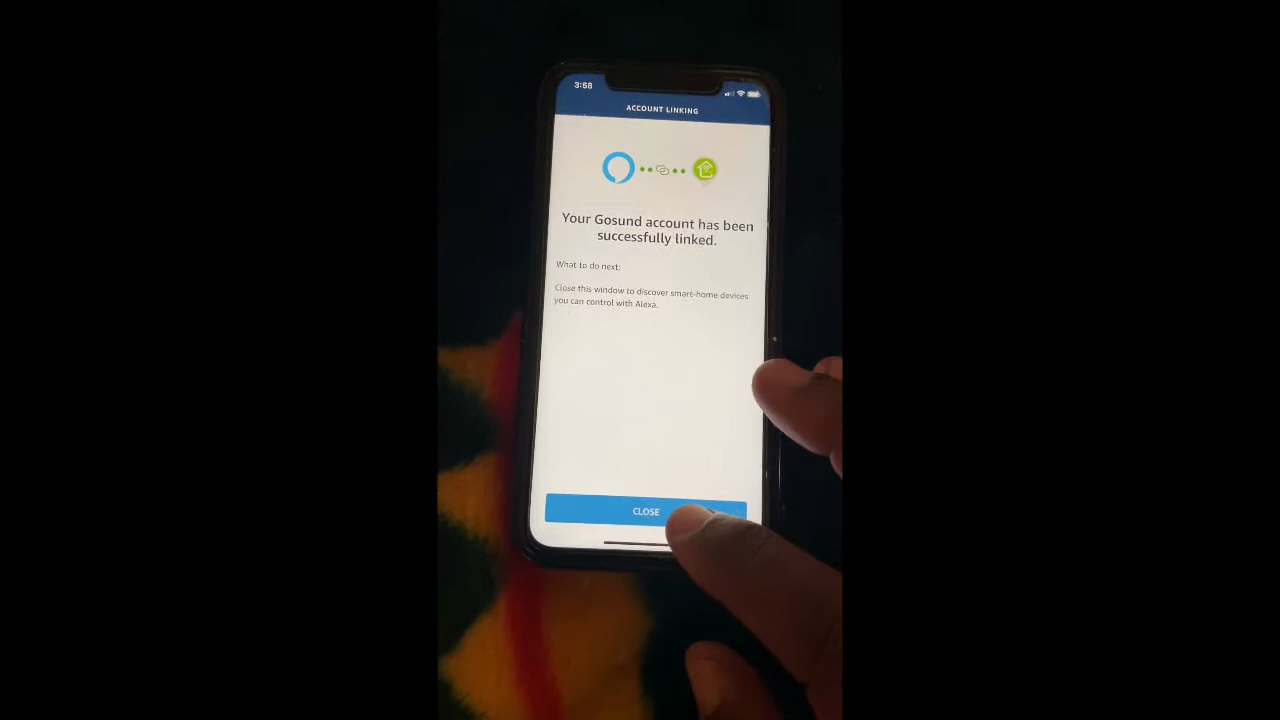 3:58
ACCOUNT LINKING
Your Gosund account has been
successfully linked.
What to do next:
Close this window to discover smart-home devices
you can control with Alexa.
CLOSE